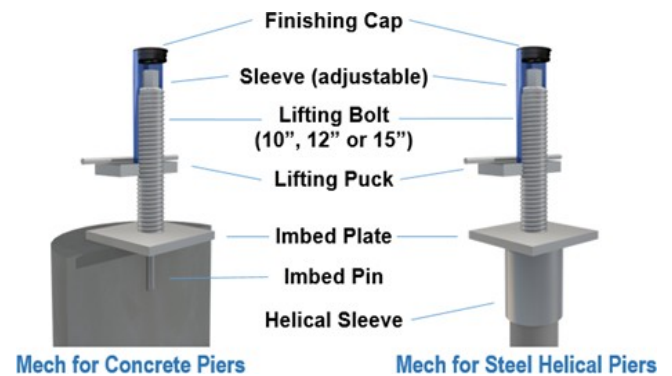 Finishing Cap
Sleeve (adjustable)
Lifting Bolt
(10”, 12” or 15”)
Lifting Puck
Imbed Plate
Imbed Pin
Helical Sleeve
Mech for Concrete Piers
Mech for Steel Helical Piers